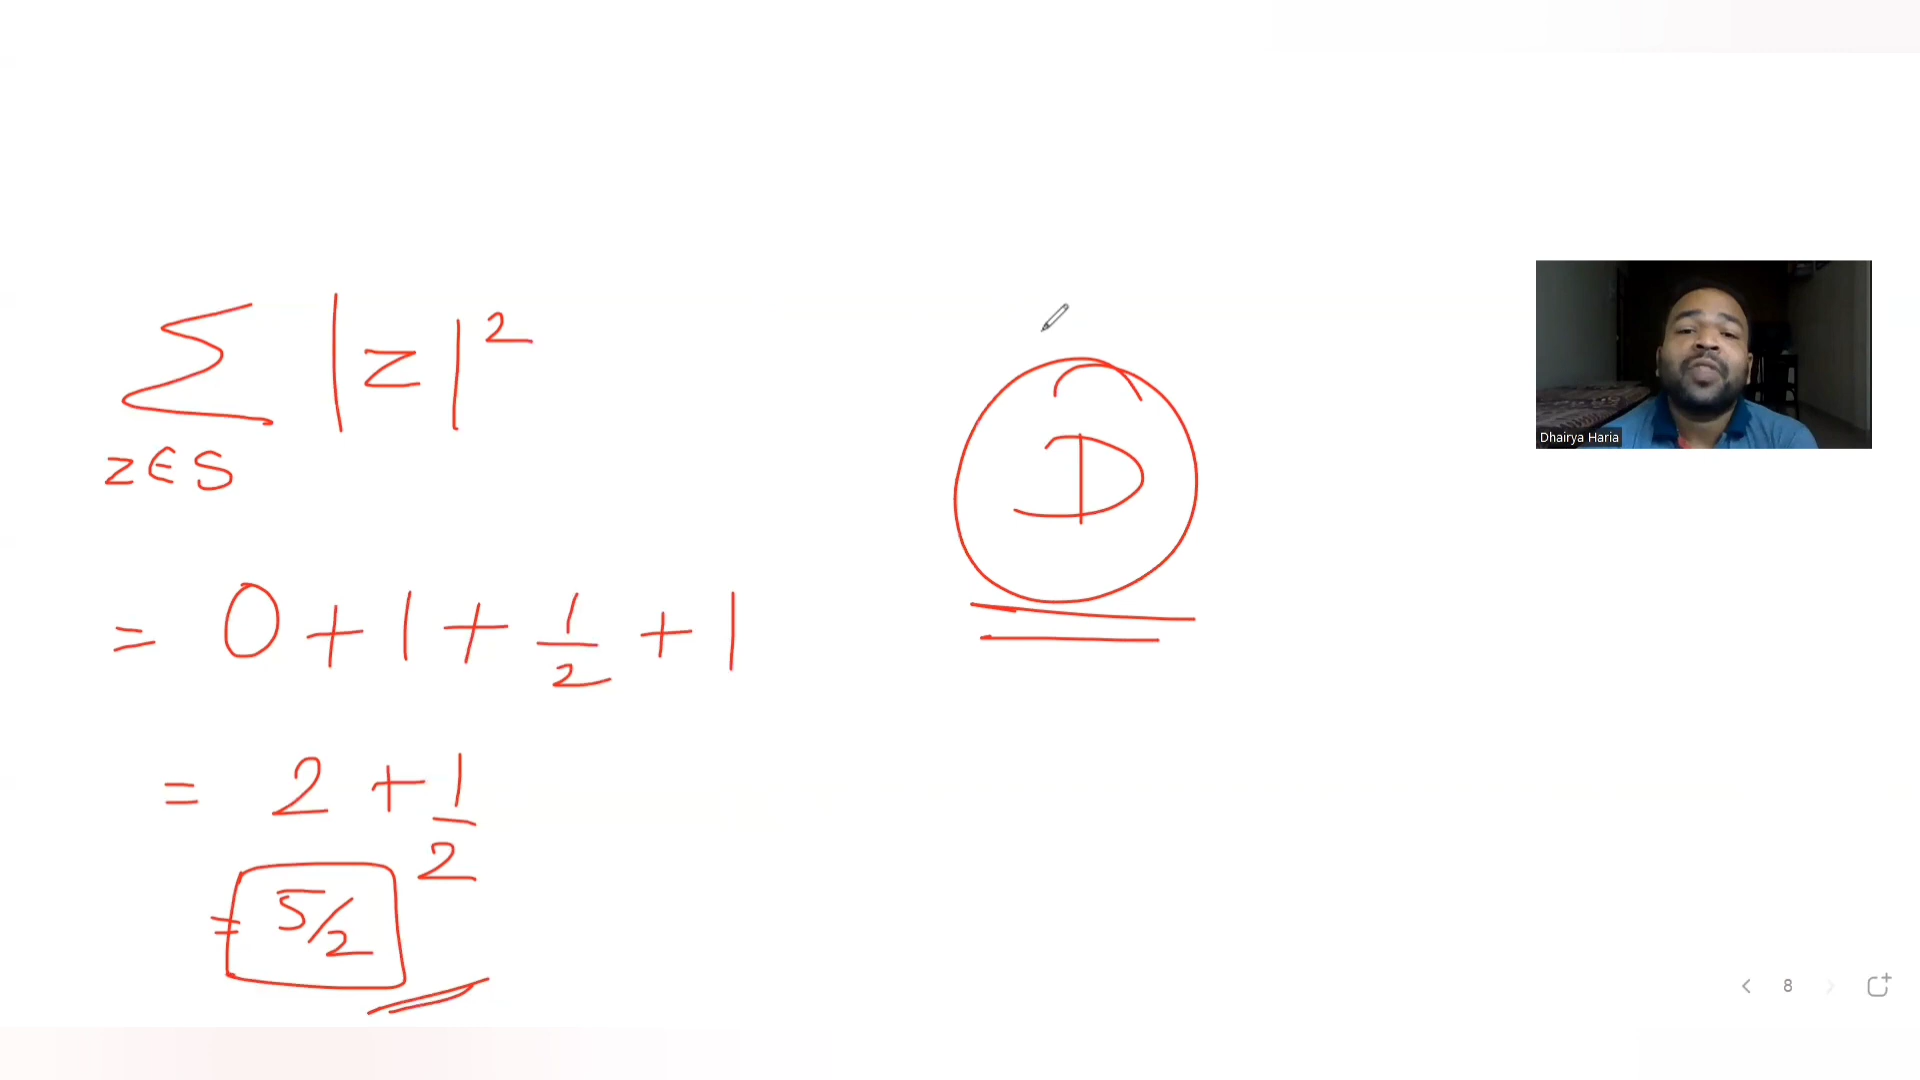 ∑ |z|²
z∈S
= 0 + 1 + 1/2 + 1
= 2 + 1/2
= 5/2
D
Dhairya Haria
8